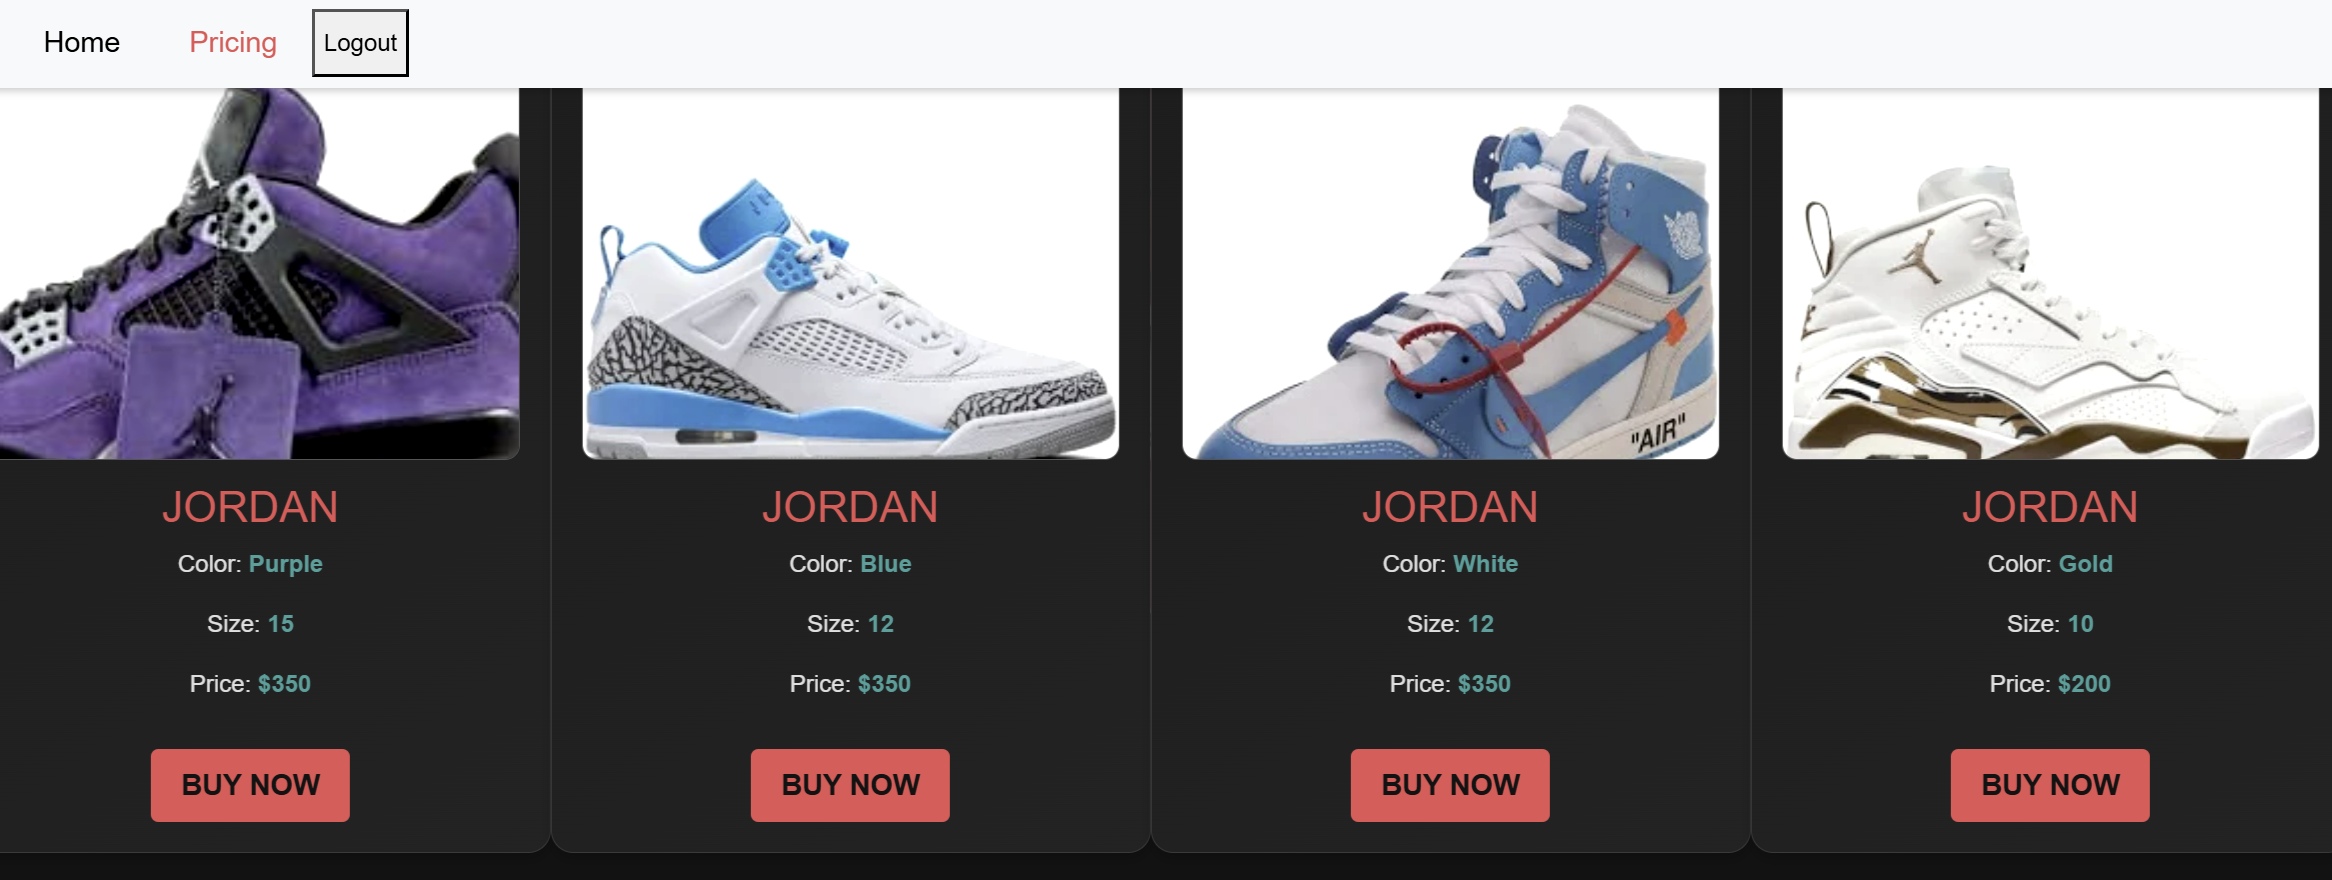 Home Pricing Logout
"AIR"
JORDAN
Color: Purple
Size: 15
Price: $350
BUY NOW
JORDAN
Color: Blue
Size: 12
Price: $350
BUY NOW
JORDAN
Color: White
Size: 12
Price: $350
BUY NOW
JORDAN
Color: Gold
Size: 10
Price: $200
BUY NOW